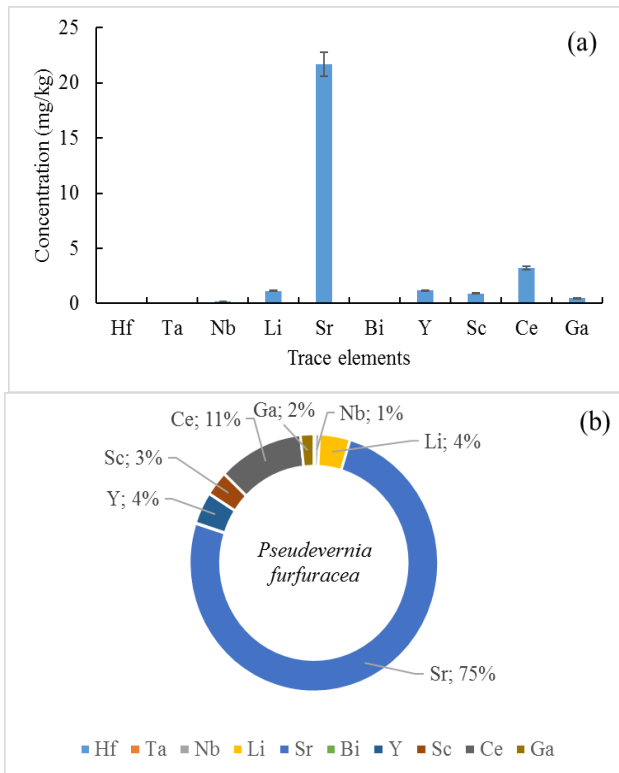 (a)
25
20
15
10
5
0
Concentration (mg/kg)
Hf Ta Nb Li Sr Bi Y Sc Ce Ga
Trace elements
(b)
Ga; 2%
Nb; 1%
Ce; 11%
Li; 4%
Sc; 3%
Y; 4%
Pseudevernia
furfuracea
Sr; 75%
Hf Ta Nb Li Sr Bi Y Sc Ce Ga